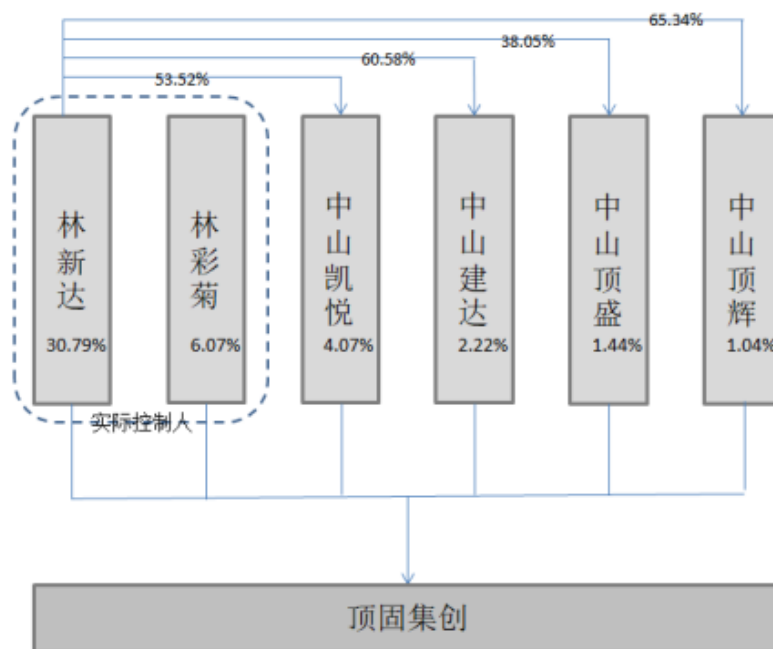 65.34%
38.05%
60.58%
53.52%
林新达
30.79%
林彩菊
6.07%
中山凯悦
4.07%
中山建达
2.22%
中山顶盛
1.44%
中山顶辉
1.04%
实际控制人
顶固集创